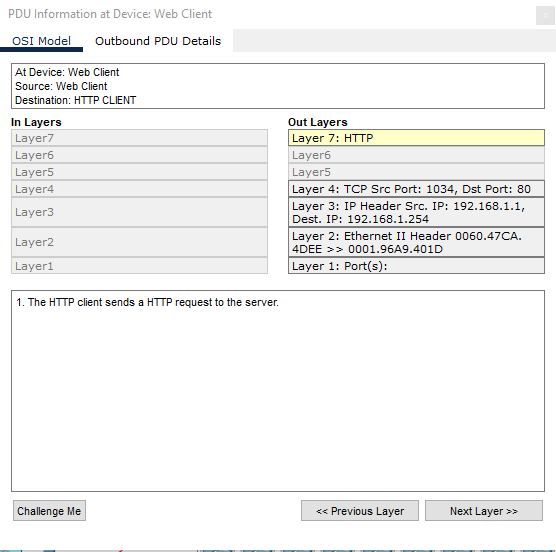 PDU Information at Device: Web Client
x
OSI Model Outbound PDU Details
At Device: Web Client
Source: Web Client
Destination: HTTP CLIENT
In Layers
Layer7
Layer6
Layer5
Layer4
Layer3
Layer2
Layer1
Out Layers
Layer 7: HTTP
Layer6
Layer5
Layer 4: TCP Src Port: 1034, Dst Port: 80
Layer 3: IP Header Src. IP: 192.168.1.1,
Dest. IP: 192.168.1.254
Layer 2: Ethernet II Header 0060.47CA.
4DEE >> 0001.96A9.401D
Layer 1: Port(s):
1. The HTTP client sends a HTTP request to the server.
Challenge Me
<< Previous Layer
Next Layer >>